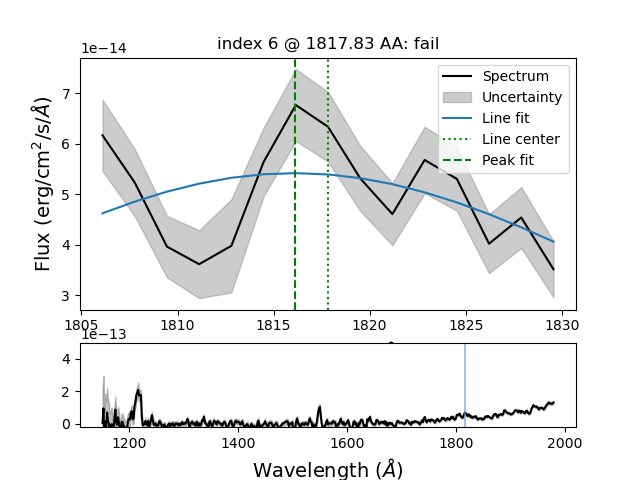 index 6 @ 1817.83 AA: fail
1e−14
Flux (erg/cm²/s/Å)
7
6
5
4
3
Spectrum
Uncertainty
Line fit
Line center
Peak fit
1805 1810 1815 1820 1825 1830
1e−13
4
2
0
1200 1400 1600 1800 2000
Wavelength (Å)